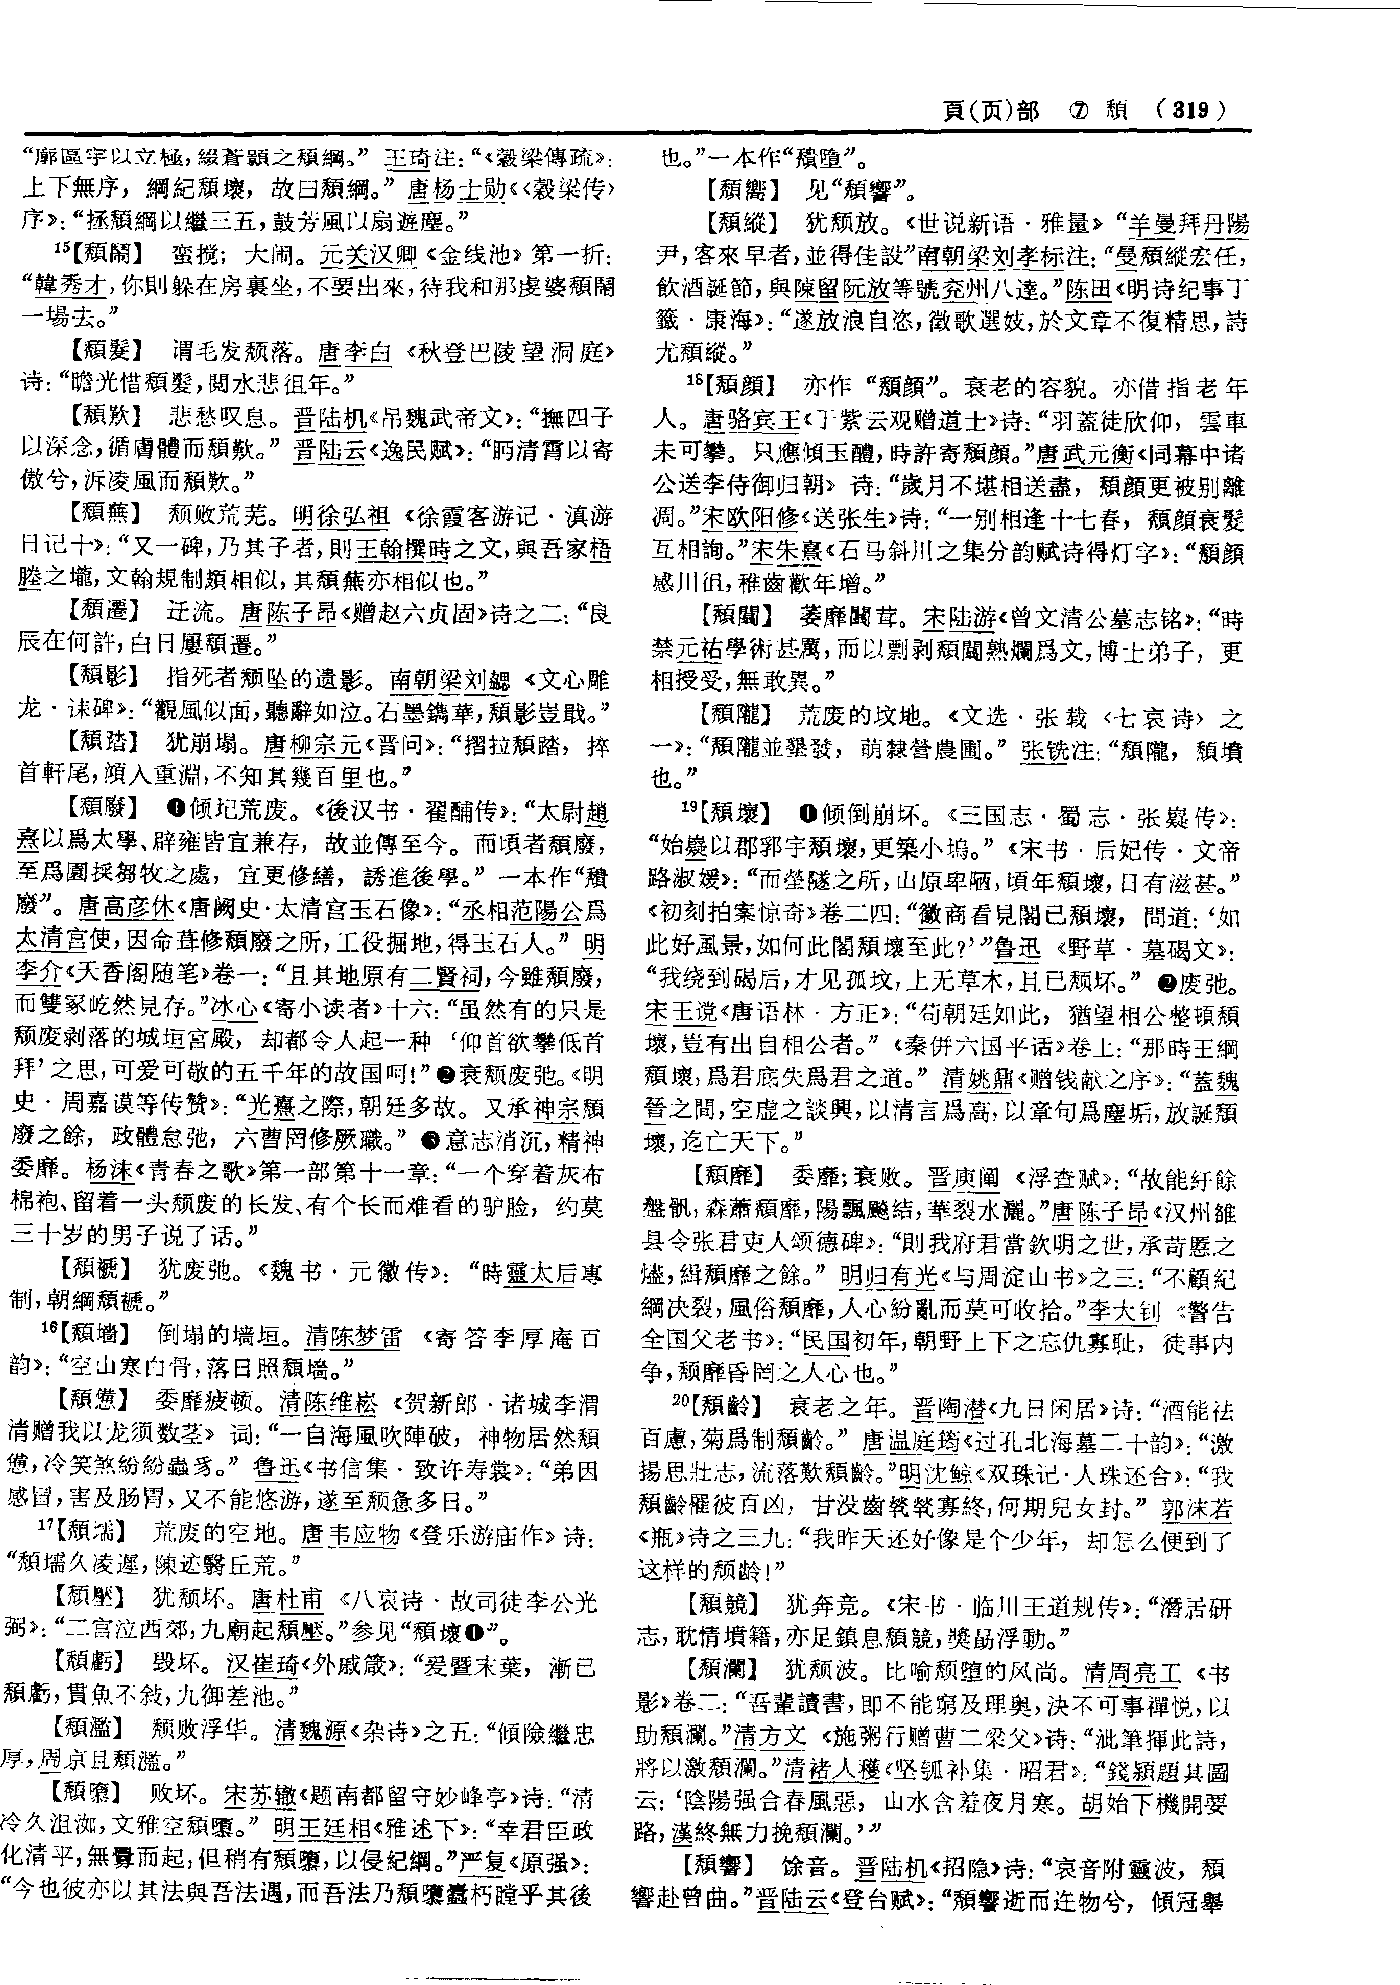 頁(页)部 ⑦ 頹 (319)
“廓區宇以立極，綴蒼顥之頹綱。” 王琦注：“《穀梁傳疏》：
上下無序，綱紀頹壞，故曰頹綱。” 唐杨士勋《〈穀梁传〉
序》：“拯頹綱以繼三五，鼓芳風以扇遊塵。”
15【頹鬧】 蛮搅；大闹。元关汉卿《金线池》第一折：
“韓秀才，你則躲在房裏坐，不要出來，待我和那虔婆頹鬧
一場去。”
【頹髮】 谓毛发颓落。唐李白《秋登巴陵望洞庭》
诗：“瞻光惜頹髮，閱水悲徂年。”
【頹歎】 悲愁叹息。晋陆机《吊魏武帝文》：“撫四子
以深念，循膚體而頹歎。” 晋陆云《逸民赋》：“眄清霄以寄
傲兮，泝凌風而頹歎。”
【頹蕪】 颓败荒芜。明徐弘祖《徐霞客游记·滇游
日记十》：“又一碑，乃其子者，則王翰撰時之文，與吾家梧
塍之壠，文翰規制頗相似，其頹蕪亦相似也。”
【頹遷】 迁流。唐陈子昂《赠赵六贞固》诗之二：“良
辰在何許，白日屢頹遷。”
【頹影】 指死者颓坠的遗影。南朝梁刘勰《文心雕
龙·诔碑》：“觀風似面，聽辭如泣。石墨鐫華，頹影豈戢。”
【頹踣】 犹崩塌。唐柳宗元《晋问》：“摺拉頹踏，捽
首軒尾，澒入重淵，不知其幾百里也。”
【頹廢】 ❶倾圮荒废。《後汉书·翟酺传》：“太尉趙
熹以爲太學、辟雍皆宜兼存，故並傳至今。而頃者頹廢，
至爲園採芻牧之處，宜更修繕，誘進後學。” 一本作“穨
廢”。唐高彦休《唐阙史·太清宫玉石像》：“丞相范陽公爲
太清宮使，因命葺修頹廢之所，工役掘地，得玉石人。” 明
李介《天香阁随笔》卷一：“且其地原有二賢祠，今雖頹廢，
而雙冢屹然見存。”冰心《寄小读者》十六：“虽然有的只是
颓废剥落的城垣宫殿，却都令人起一种‘仰首欲攀低首
拜’之思，可爱可敬的五千年的故国呵！”❷衰颓废弛。《明
史·周嘉谟等传赞》：“光熹之際，朝廷多故。又承神宗頹
廢之餘，政體怠弛，六曹罔修厥職。” ❸意志消沉，精神
委靡。杨沫《青春之歌》第一部第十一章：“一个穿着灰布
棉袍、留着一头颓废的长发、有个长而难看的驴脸，约莫
三十岁的男子说了话。”
【頹褫】 犹废弛。《魏书·元徽传》：“時靈太后專
制，朝綱頹褫。”
16【頹墙】 倒塌的墙垣。清陈梦雷《寄答李厚庵百
韵》：“空山寒白骨，落日照頹墙。”
【頹憊】 委靡疲顿。清陈维崧《贺新郎·诸城李渭
清赠我以龙须数茎》词：“一自海風吹陣破，神物居然頹
憊，冷笑煞紛紛蟲豸。” 鲁迅《书信集·致许寿裳》：“弟因
感冒，害及肠胃，又不能悠游，遂至颓惫多日。”
17【頹壖】 荒废的空地。唐韦应物《登乐游庙作》诗：
“頹壖久凌遲，陳迹翳丘荒。”
【頹壓】 犹颓坏。唐杜甫《八哀诗·故司徒李公光
弼》：“二宫泣西郊，九廟起頹壓。”参见“頹壞❶”。
【頹虧】 毁坏。汉崔琦《外戚箴》：“爰暨末葉，漸已
頹虧，貫魚不敍，九御差池。”
【頹濫】 颓败浮华。清魏源《杂诗》之五：“傾險繼忠
厚，周京且頹濫。”
【頹隳】 败坏。宋苏辙《题南都留守妙峰亭》诗：“清
泠久沮洳，文雅空頹隳。” 明王廷相《雅述下》：“幸君臣政
化清平，無釁而起；但稍有頹隳，以侵紀綱。”严复《原强》：
“今也彼亦以其法與吾法遇，而吾法乃頹隳蠹朽瞠乎其後
也。”一本作“穨墮”。
【頹嚮】 见“頹響”。
【頹縱】 犹颓放。《世说新语·雅量》“羊曼拜丹陽
尹，客來早者，並得佳設”南朝梁刘孝标注：“曼頹縱宏任，
飲酒誕節，與陳留阮放等號兗州八達。”陈田《明诗纪事丁
籤·康海》：“遂放浪自恣，徵歌選妓，於文章不復精思，詩
尤頹縱。”
18【頹顏】 亦作“頽顏”。衰老的容貌。亦借指老年
人。唐骆宾王《于紫云观赠道士》诗：“羽蓋徒欣仰，雲車
未可攀。只應傾玉醴，時許寄頹顏。”唐武元衡《同幕中诸
公送李侍御归朝》诗：“歲月不堪相送盡，頹顏更被别離
凋。”宋欧阳修《送张生》诗：“一别相逢十七春，頹顏衰髮
互相詢。”宋朱熹《石马斜川之集分韵赋诗得灯字》：“頹顏
感川徂，稚齒歡年增。”
【頹闒】 萎靡闒茸。宋陆游《曾文清公墓志铭》：“時
禁元祐學術甚厲，而以剽剥頹闒熟爛爲文，博士弟子，更
相授受，無敢異。”
【頹隴】 荒废的坟地。《文选·张载〈七哀诗〉之
一》：“頹隴並墾發，萌隸營農圃。” 张铣注：“頹隴，頹墳
也。”
19【頹壞】 ❶倾倒崩坏。《三国志·蜀志·张嶷传》：
“始嶷以郡郛宇頹壞，更築小塢。”《宋书·后妃传·文帝
路淑媛》：“而塋隧之所，山原卑陋，頃年頹壞，日有滋甚。”
《初刻拍案惊奇》卷二四：“徽商看見閣已頹壞，問道：‘如
此好風景，如何此閣頹壞至此？’”鲁迅《野草·墓碣文》：
“我绕到碣后，才见孤坟，上无草木，且已颓坏。” ❷废弛。
宋王谠《唐语林·方正》：“苟朝廷如此，猶望相公整頓頹
壞，豈有出自相公者。”《秦併六国平话》卷上：“那時王綱
頹壞，爲君底失爲君之道。” 清姚鼐《赠钱献之序》：“蓋魏
晉之間，空虚之談興，以清言爲高，以章句爲塵垢，放誕頹
壞，迄亡天下。”
【頹靡】 委靡；衰败。晋庾阐《浮查赋》：“故能紆餘
盤骪，森蕭頹靡，陽飄飈結，華裂水灑。”唐陈子昂《汉州雒
县令张君吏人颂德碑》：“則我府君當欽明之世，承苛慝之
燼，緝頹靡之餘。” 明归有光《与周淀山书》之三：“不顧紀
綱决裂，風俗頹靡，人心紛亂而莫可收拾。”李大钊《警告
全国父老书》：“民国初年，朝野上下之忘仇寡耻，徒事内
争，颓靡昏罔之人心也。”
20【頹齡】 衰老之年。晋陶潜《九日闲居》诗：“酒能祛
百慮，菊爲制頹齡。” 唐温庭筠《过孔北海墓二十韵》：“激
揚思壯志，流落歎頹齡。”明沈鲸《双珠记·人珠还合》：“我
頹齡罹彼百凶，甘没齒煢煢寡終，何期兒女封。” 郭沫若
《瓶》诗之三九：“我昨天还好像是个少年，却怎么便到了
这样的颓龄！”
【頹競】 犹奔竞。《宋书·临川王道规传》：“潛居研
志，耽情墳籍，亦足鎮息頹競，奬勗浮動。”
【頹瀾】 犹颓波。比喻颓堕的风尚。清周亮工《书
影》卷二：“吾輩讀書，即不能窮及理奥，决不可事禪悦，以
助頹瀾。”清方文《施粥行赠曹二梁父》诗：“泚筆揮此詩，
將以激頹瀾。”清褚人穫《坚瓠补集·昭君》：“錢穎題其圖
云：‘陰陽强合春風惡，山水含羞夜月寒。胡始下機開要
路，漢終無力挽頹瀾。’”
【頹響】 馀音。晋陆机《招隐》诗：“哀音附靈波，頹
響赴曾曲。”晋陆云《登台赋》：“頹響逝而迕物兮，傾冠舉